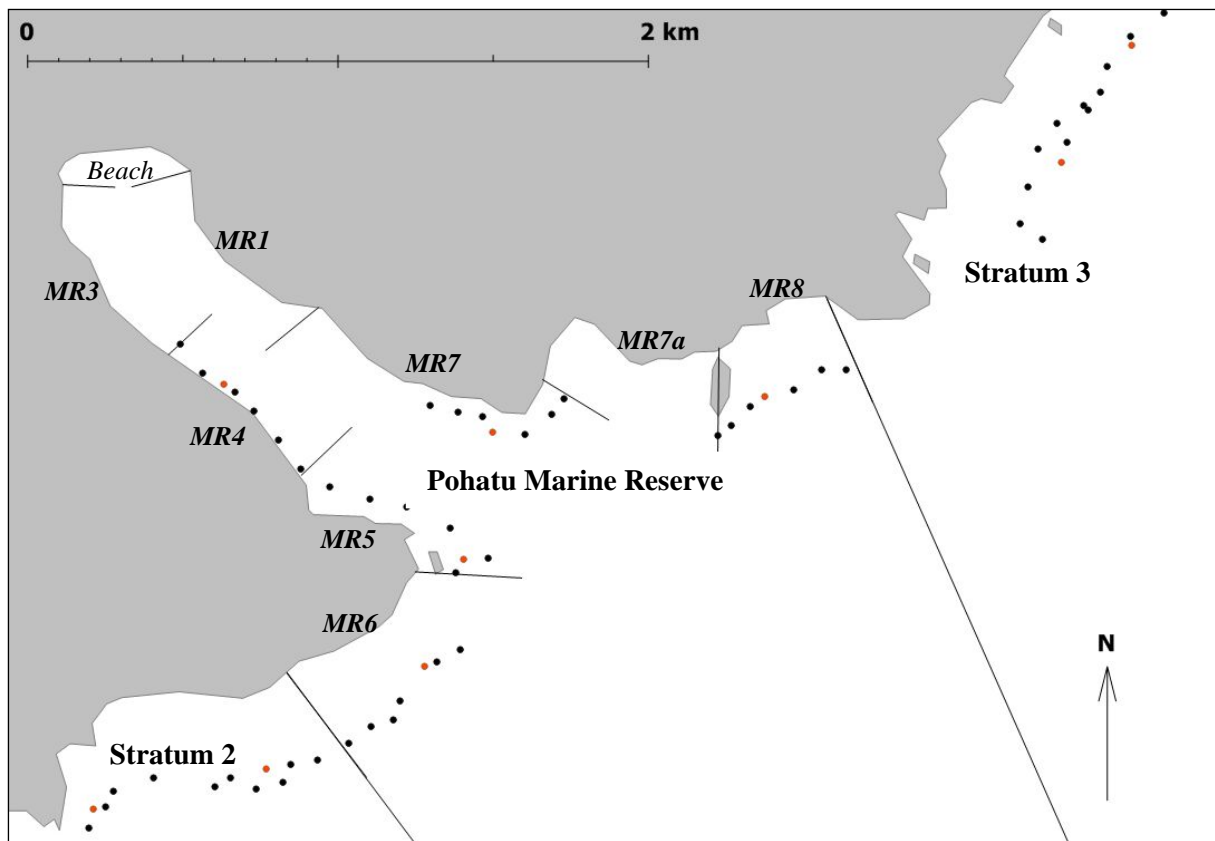 0 2 km
Beach
MR1
Stratum 3
MR3
MR8
MR7a
MR7
MR4
Pohatu Marine Reserve
MR5
MR6
N
Stratum 2